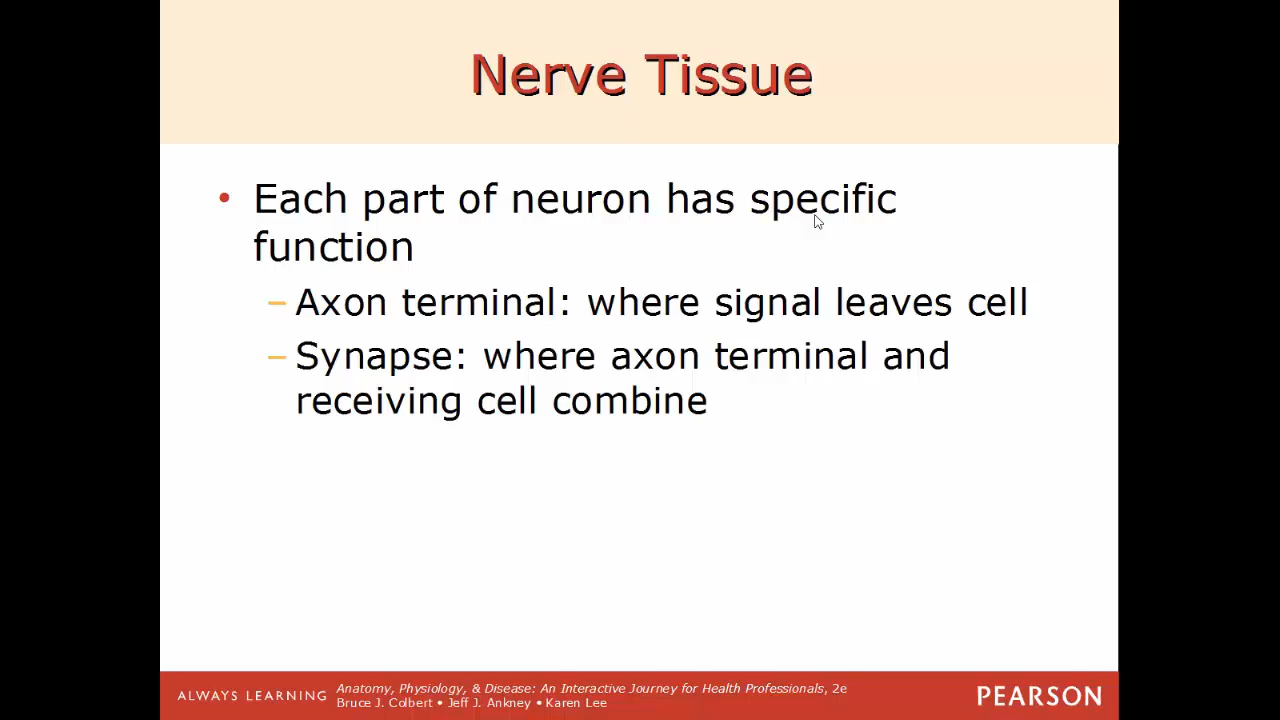 Nerve Tissue
• Each part of neuron has specific
function
– Axon terminal: where signal leaves cell
– Synapse: where axon terminal and
receiving cell combine
ALWAYS LEARNING
Anatomy, Physiology, & Disease: An Interactive Journey for Health Professionals, 2e
Bruce J. Colbert • Jeff J. Ankney • Karen Lee
PEARSON